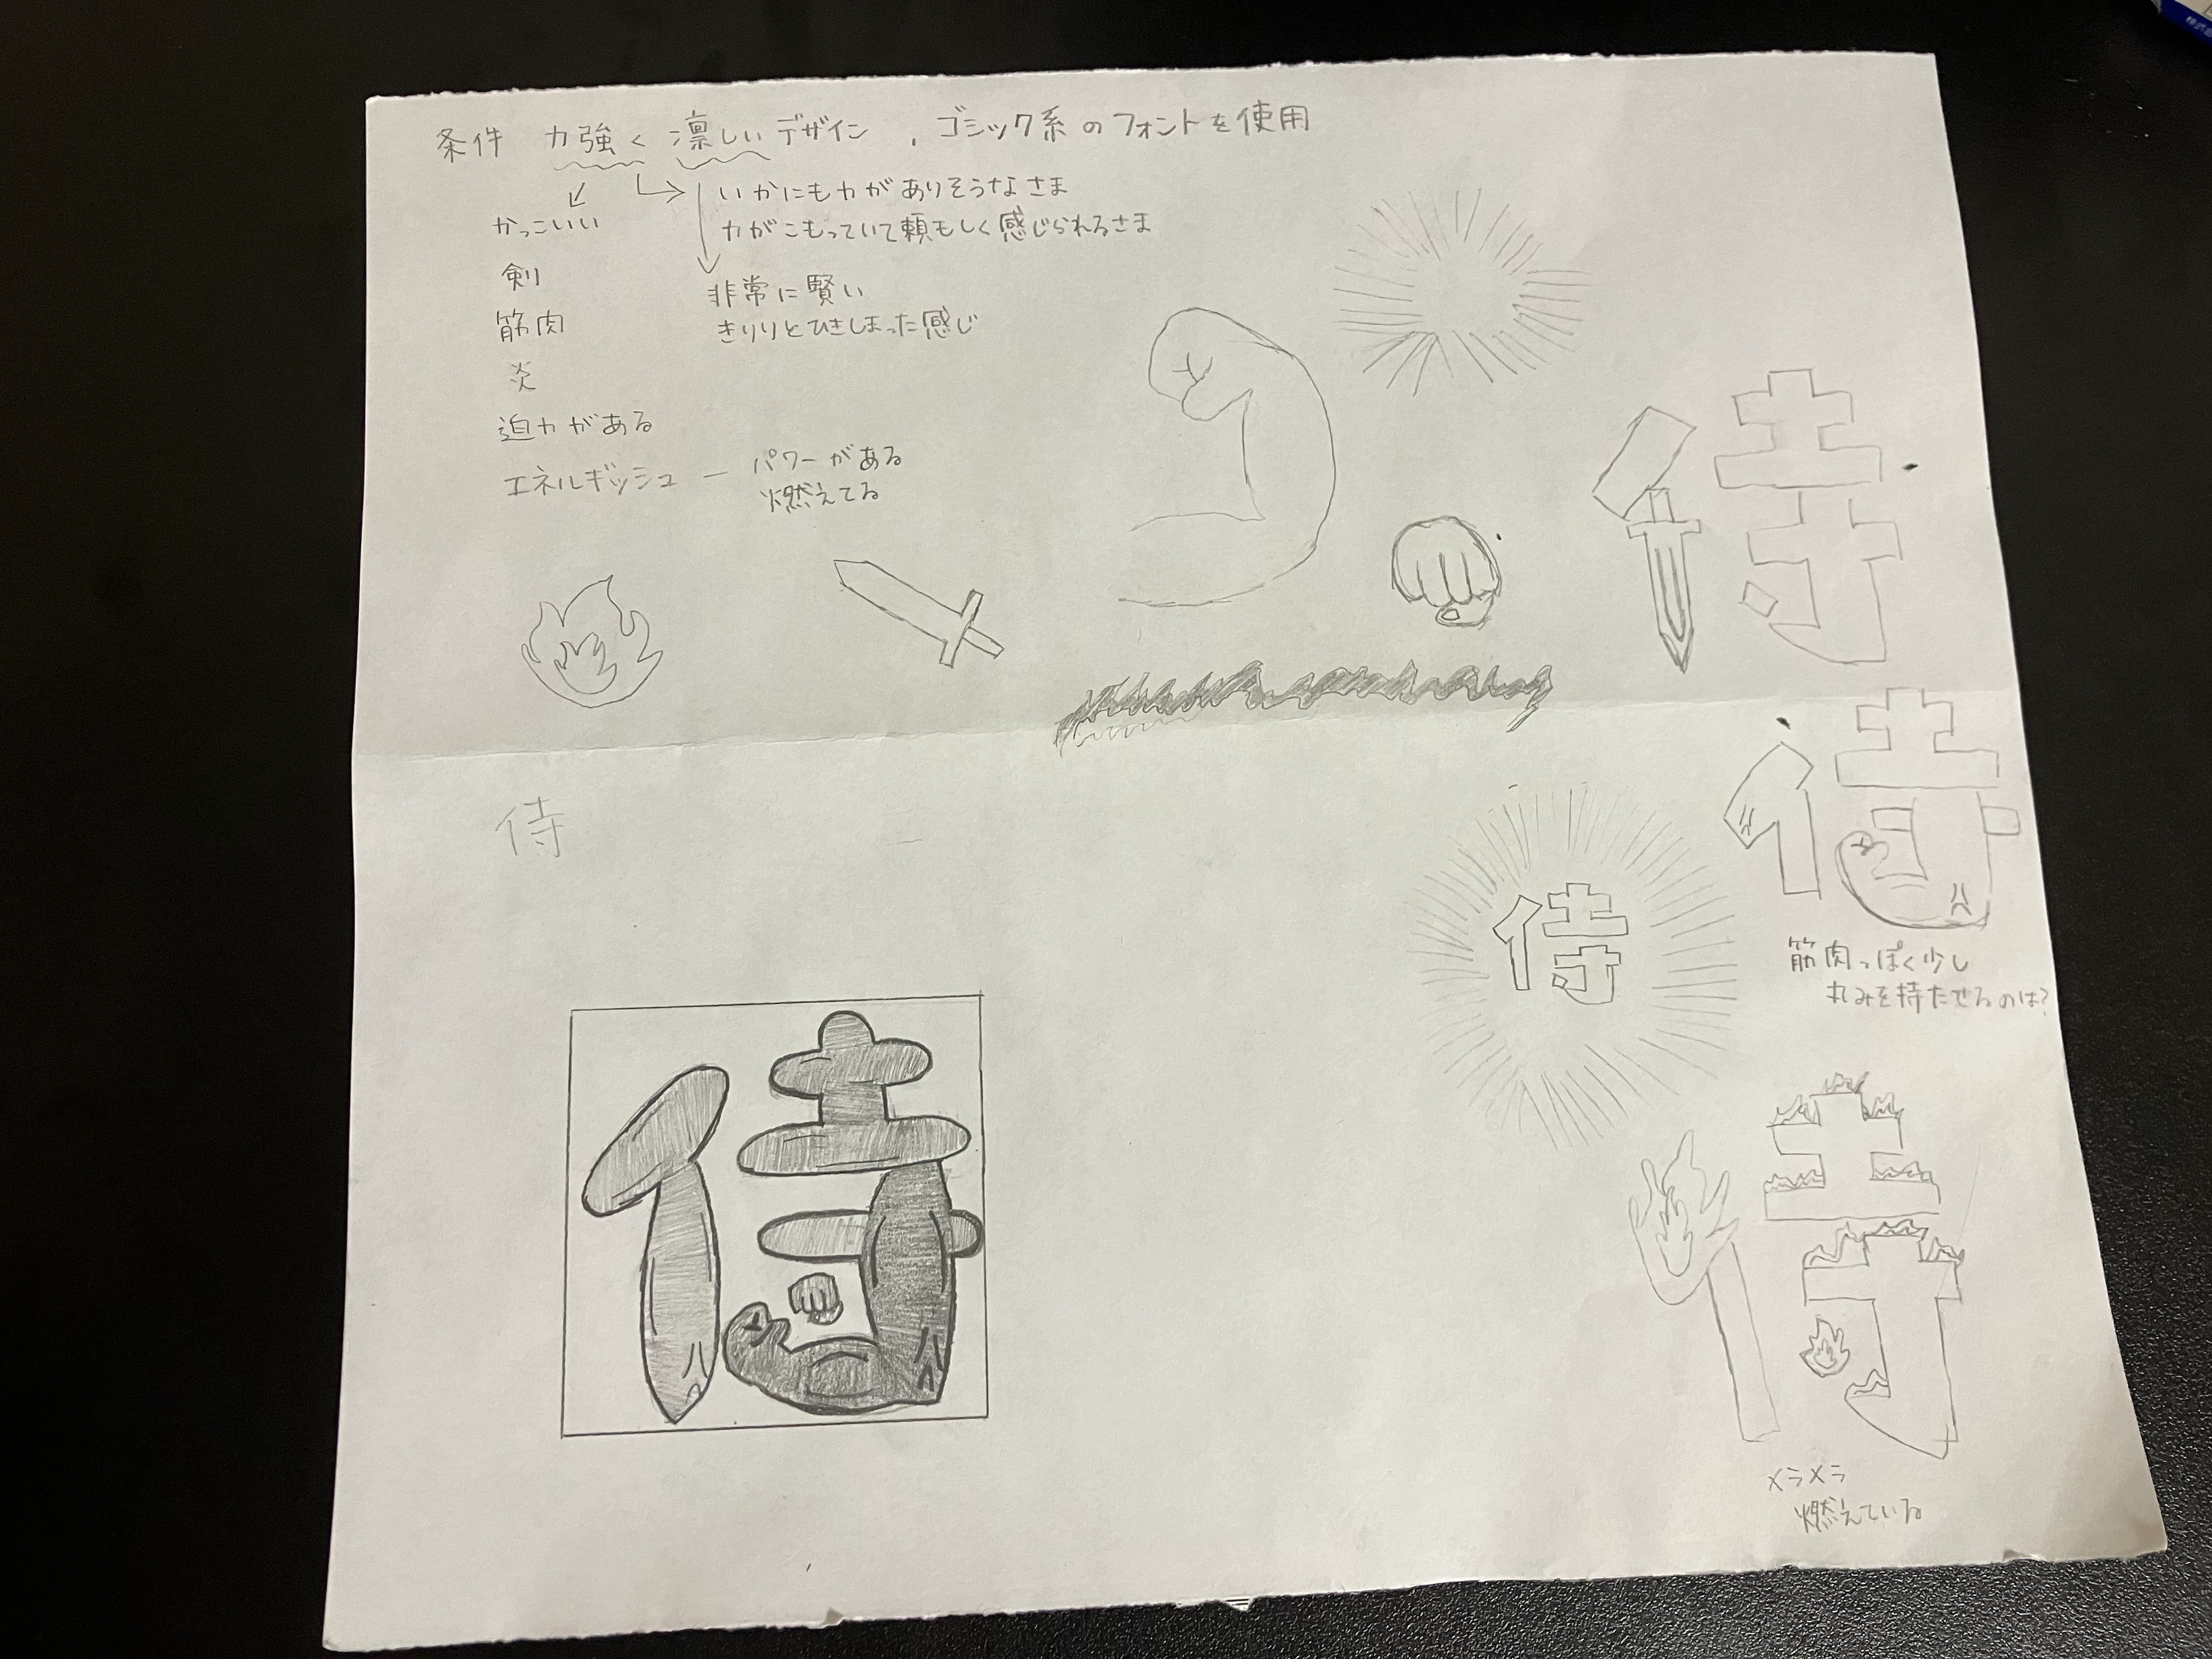 条件 力強く凛しいデザイン , ゴシック系のフォントを使用
かっこいい
剣
筋肉
炎
迫力がある
エネルギッシュ — パワーがある
燃えてる
いかにも力がありそうなさま
力がこもっていて頼もしく感じられるさま
非常に賢い
きりりとひきしまった感じ
侍
侍
侍
筋肉っぽく少し
丸みを持たせるのは?
侍
侍
侍
メラメラ
燃えている